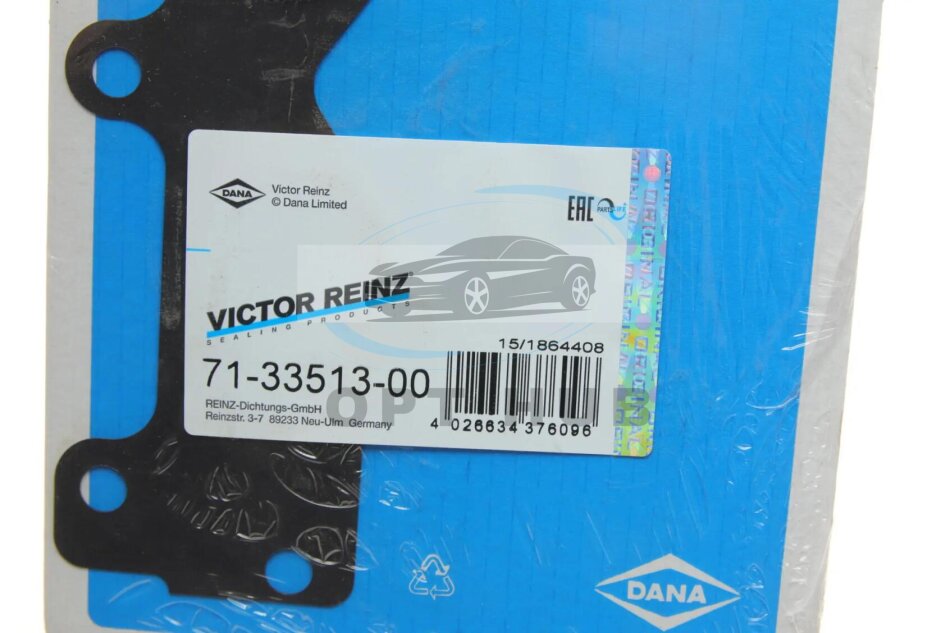 DANA
Victor Reinz
© Dana Limited
EAC
VICTOR REINZ®
SEALING PRODUCTS
15/1864408
71-33513-00
REINZ-Dichtungs-GmbH
Reinzstr. 3-7 89233 Neu-Ulm Germany
4 026634 376096
ORIGINAL
DANA